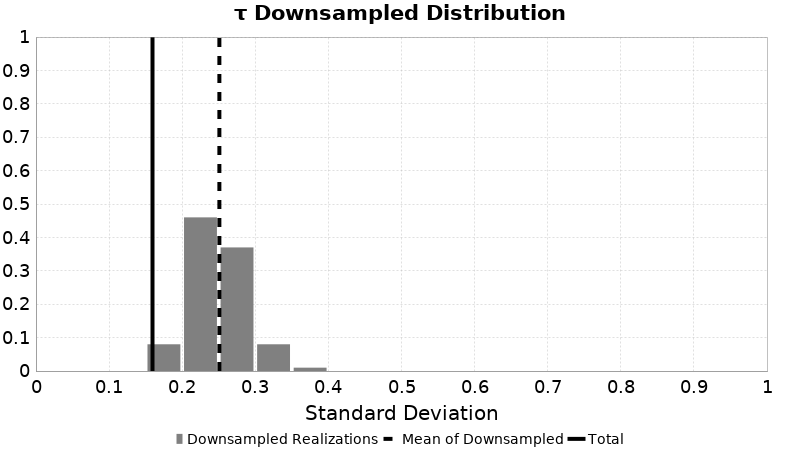 τ Downsampled Distribution
1
0.9
0.8
0.7
0.6
0.5
0.4
0.3
0.2
0.1
0
0 0.1 0.2 0.3 0.4 0.5 0.6 0.7 0.8 0.9 1
Standard Deviation
Downsampled Realizations Mean of Downsampled Total